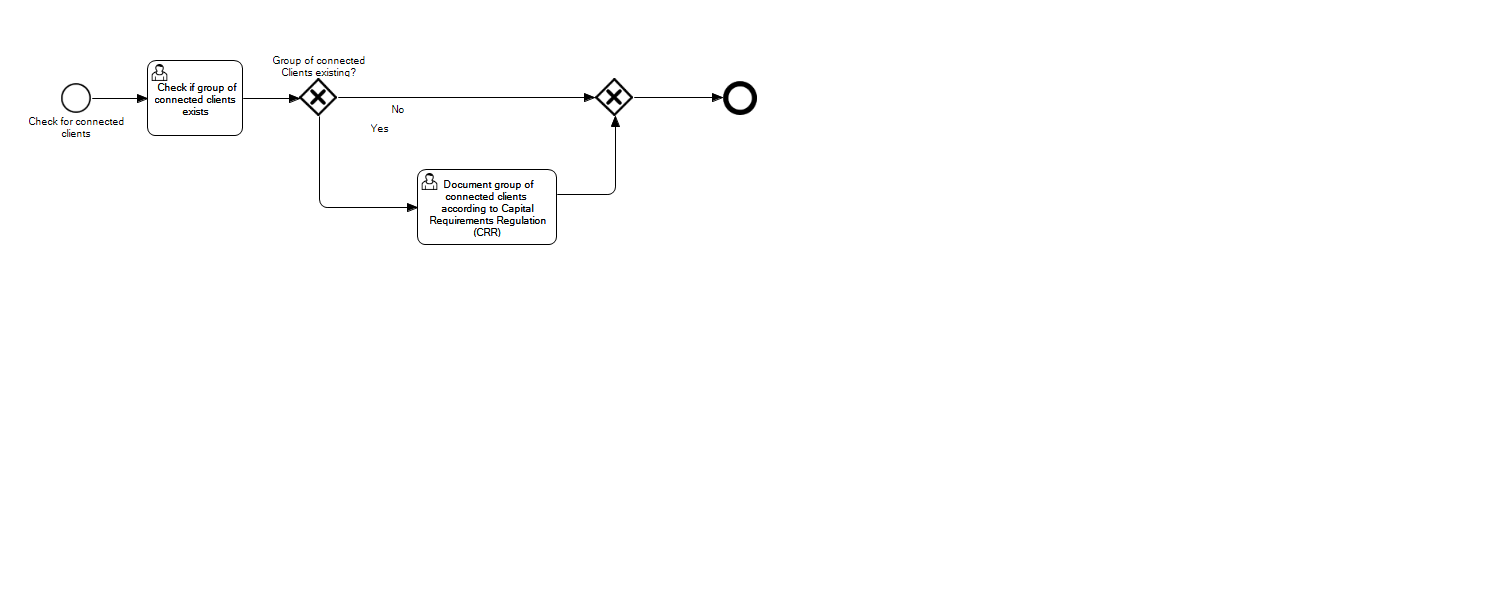 Check for connected
clients
Check if group of
connected clients
exists
Group of connected
Clients existing?
No
Yes
Document group of
connected clients
according to Capital
Requirements Regulation
(CRR)